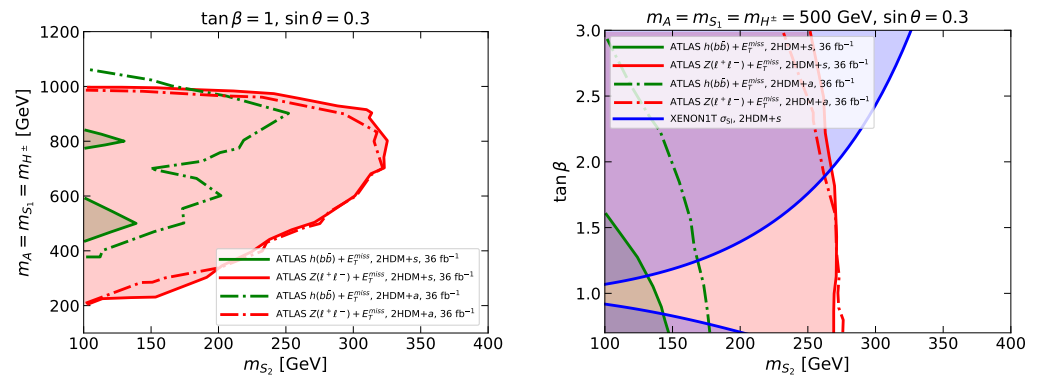 tan β = 1, sin θ = 0.3
1200
1000
800
600
400
200
m_A = m_{S_1} = m_{H^±} [GeV]
ATLAS h(bb̄) + E_T^{miss}, 2HDM+s, 36 fb⁻¹
ATLAS Z(ℓ⁺ℓ⁻) + E_T^{miss}, 2HDM+s, 36 fb⁻¹
ATLAS h(bb̄) + E_T^{miss}, 2HDM+a, 36 fb⁻¹
ATLAS Z(ℓ⁺ℓ⁻) + E_T^{miss}, 2HDM+a, 36 fb⁻¹
100 150 200 250 300 350 400
m_{S_2} [GeV]
m_A = m_{S_1} = m_{H^±} = 500 GeV, sin θ = 0.3
3.0
2.5
2.0
1.5
1.0
tan β
ATLAS h(bb̄) + E_T^{miss}, 2HDM+s, 36 fb⁻¹
ATLAS Z(ℓ⁺ℓ⁻) + E_T^{miss}, 2HDM+s, 36 fb⁻¹
ATLAS h(bb̄) + E_T^{miss}, 2HDM+a, 36 fb⁻¹
ATLAS Z(ℓ⁺ℓ⁻) + E_T^{miss}, 2HDM+a, 36 fb⁻¹
XENON1T σ_{SI}, 2HDM+s
100 150 200 250 300 350 400
m_{S_2} [GeV]